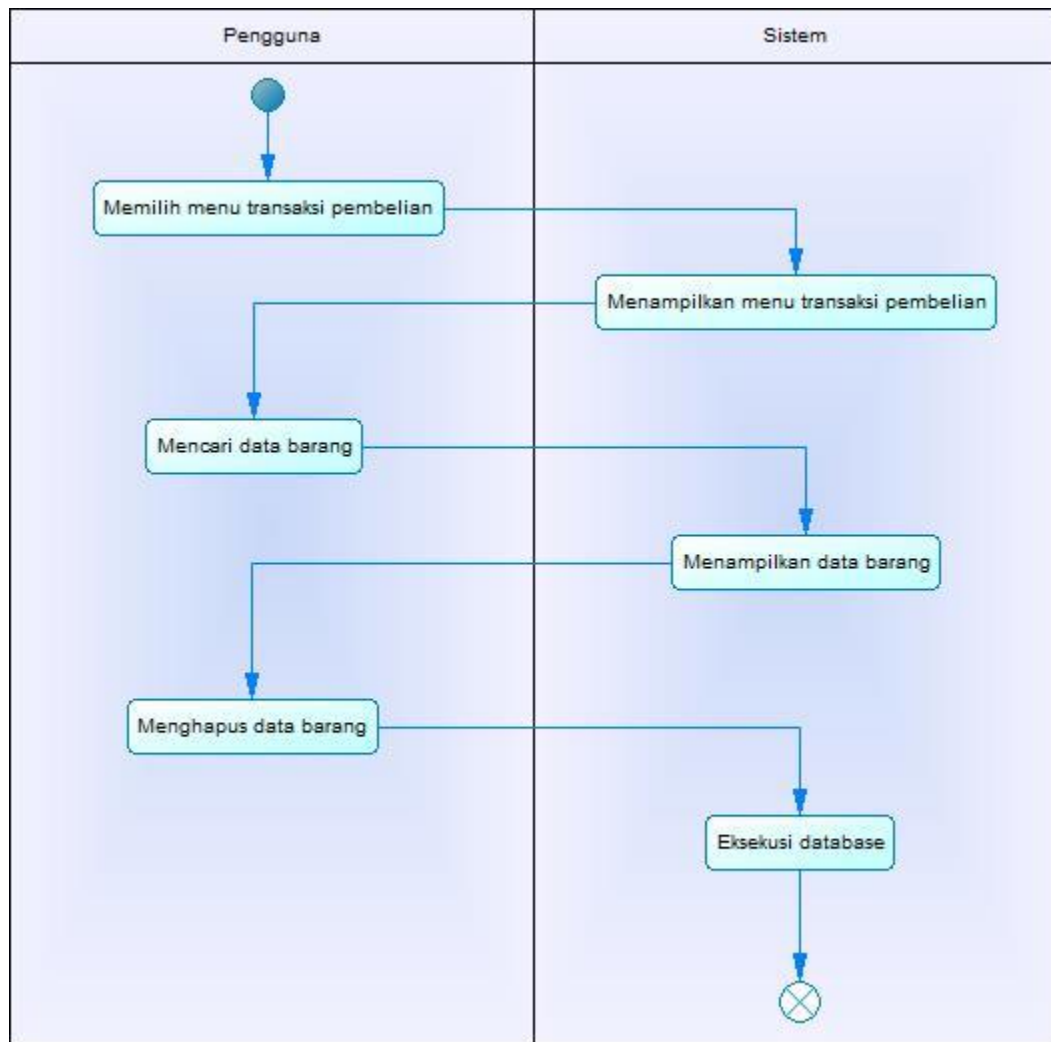 Pengguna
Sistem
Memilih menu transaksi pembelian
Menampilkan menu transaksi pembelian
Mencari data barang
Menampilkan data barang
Menghapus data barang
Eksekusi database